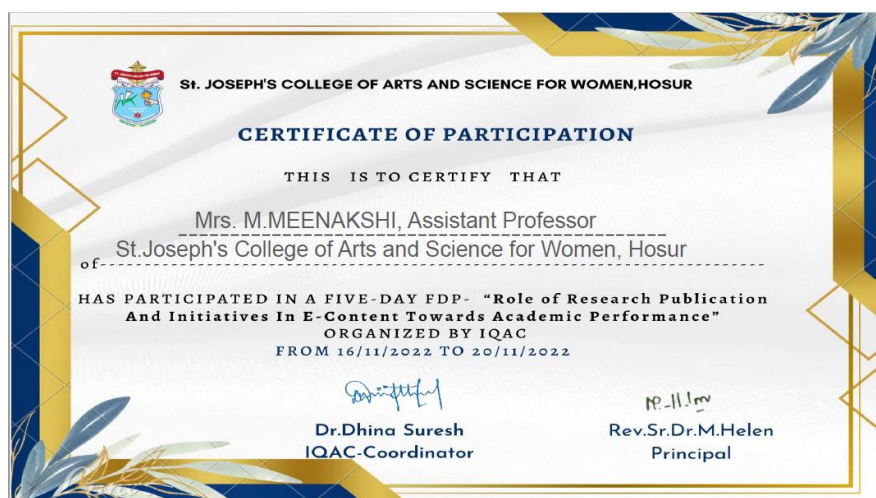 St. JOSEPH'S COLLEGE OF ARTS AND SCIENCE FOR WOMEN,HOSUR
CERTIFICATE OF PARTICIPATION
THIS IS TO CERTIFY THAT
Mrs. M.MEENAKSHI, Assistant Professor
St.Joseph's College of Arts and Science for Women, Hosur
of
HAS PARTICIPATED IN A FIVE-DAY FDP- “Role of Research Publication
And Initiatives In E-Content Towards Academic Performance”
ORGANIZED BY IQAC
FROM 16/11/2022 TO 20/11/2022
Dr.Dhina Suresh
IQAC-Coordinator
Rev.Sr.Dr.M.Helen
Principal